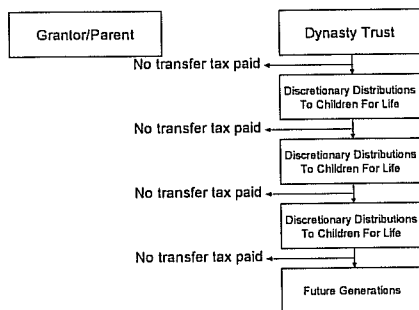 Grantor/Parent
Dynasty Trust
No transfer tax paid
Discretionary Distributions
To Children For Life
No transfer tax paid
Discretionary Distributions
To Children For Life
No transfer tax paid
Discretionary Distributions
To Children For Life
No transfer tax paid
Future Generations